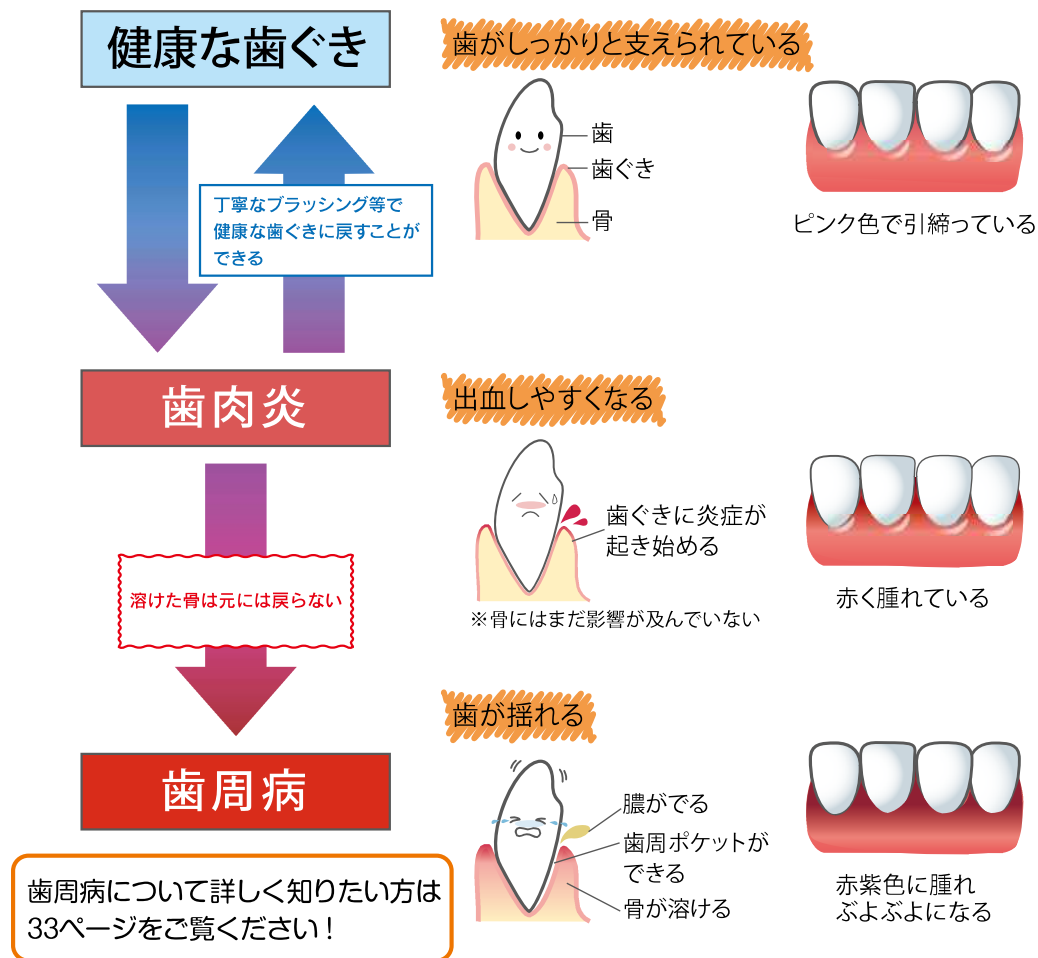 健康な歯ぐき
歯がしっかりと支えられている
歯
歯ぐき
骨
ピンク色で引締っている
丁寧なブラッシング等で
健康な歯ぐきに戻すことが
できる
歯肉炎
出血しやすくなる
歯ぐきに炎症が
起き始める
※骨にはまだ影響が及んでいない
赤く腫れている
溶けた骨は元には戻らない
歯周病
歯が揺れる
膿がでる
歯周ポケットが
できる
骨が溶ける
赤紫色に腫れ
ぶよぶよになる
歯周病について詳しく知りたい方は
33ページをご覧ください！